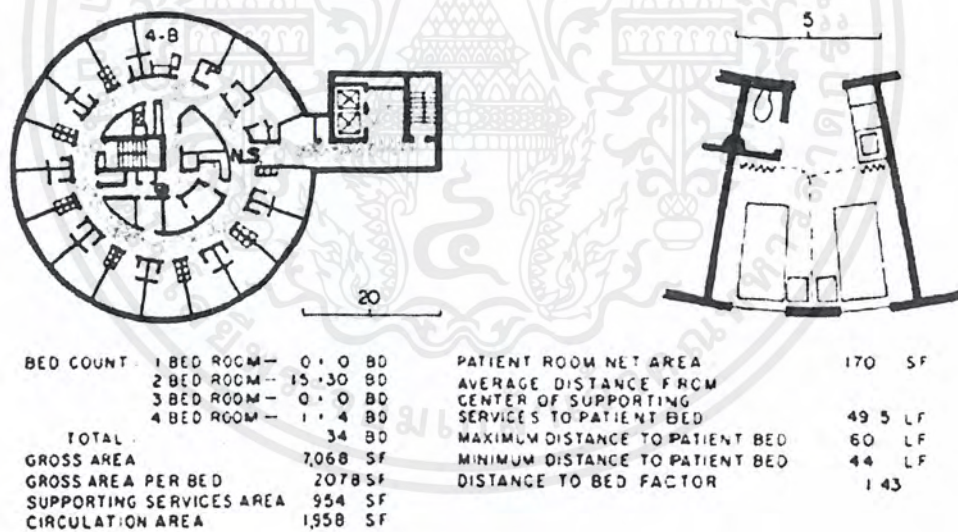 5
4-B
N.S.
20
BED COUNT 1 BED ROOM — 0 · 0 BD
2 BED ROOM — 15 · 30 BD
3 BED ROOM — 0 · 0 BD
4 BED ROOM — 1 · 4 BD
TOTAL 34 BD
GROSS AREA 7,068 SF
GROSS AREA PER BED 2078 SF
SUPPORTING SERVICES AREA 954 SF
CIRCULATION AREA 1,958 SF
PATIENT ROOM NET AREA 170 SF
AVERAGE DISTANCE FROM
CENTER OF SUPPORTING
SERVICES TO PATIENT BED 49 5 LF
MAXIMUM DISTANCE TO PATIENT BED 60 LF
MINIMUM DISTANCE TO PATIENT BED 44 LF
DISTANCE TO BED FACTOR 1 43